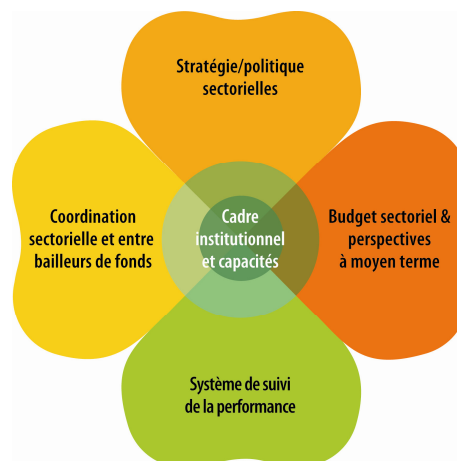 Stratégie/politique
sectorielles
Coordination
sectorielle et entre
bailleurs de fonds
Cadre
institutionnel
et capacités
Budget sectoriel &
perspectives
à moyen terme
Système de suivi
de la performance